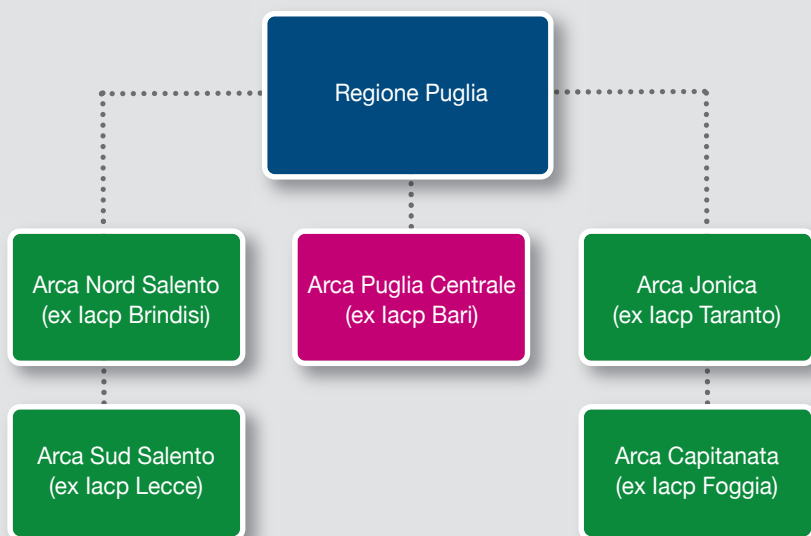 Regione Puglia
Arca Nord Salento
(ex Iacp Brindisi)
Arca Puglia Centrale
(ex Iacp Bari)
Arca Jonica
(ex Iacp Taranto)
Arca Sud Salento
(ex Iacp Lecce)
Arca Capitanata
(ex Iacp Foggia)